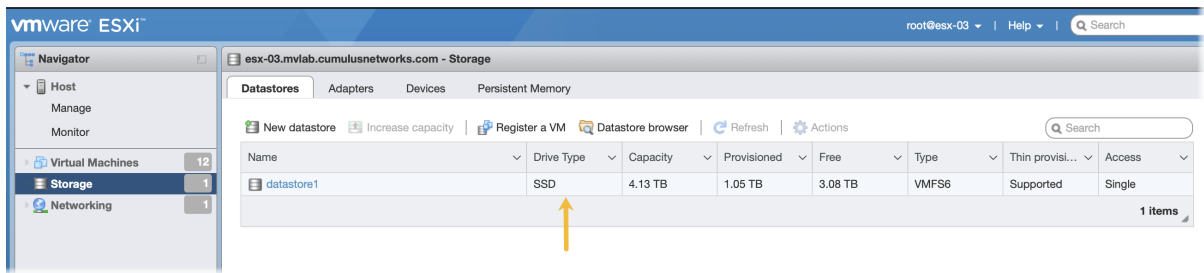 vmware ESXi™
root@esx-03 | Help | Search
Navigator
Host
Manage
Monitor
Virtual Machines 12
Storage 1
Networking 1
esx-03.mvlab.cumulusnetworks.com - Storage
Datastores Adapters Devices Persistent Memory
New datastore Increase capacity | Register a VM Datastore browser | Refresh | Actions
Search
Name Drive Type Capacity Provisioned Free Type Thin provisi... Access
datastore1 SSD 4.13 TB 1.05 TB 3.08 TB VMFS6 Supported Single
1 items